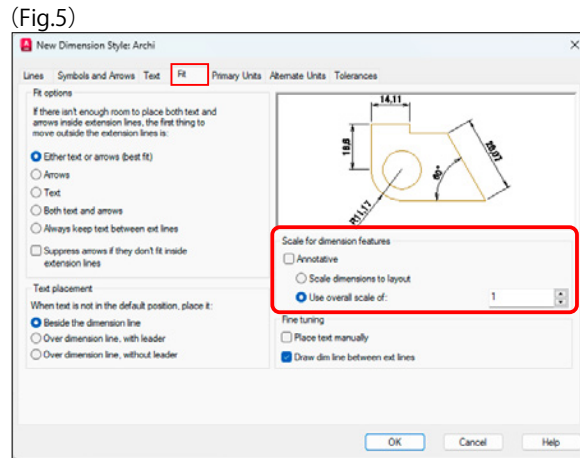 (Fig.5)
New Dimension Style: Archi
Lines Symbols and Arrows Text Fit Primary Units Alternate Units Tolerances
Fit options
If there isn't enough room to place both text and
arrows inside extension lines, the first thing to
move outside the extension lines is:
Either text or arrows (best fit)
Arrows
Text
Both text and arrows
Always keep text between ext lines
Suppress arrows if they don't fit inside
extension lines
Text placement
When text is not in the default position, place it:
Beside the dimension line
Over dimension line, with leader
Over dimension line, without leader
14,11
19,8
28,07
60°
R11,17
Scale for dimension features
Annotative
Scale dimensions to layout
Use overall scale of: 1
Fine tuning
Place text manually
Draw dim line between ext lines
OK Cancel Help